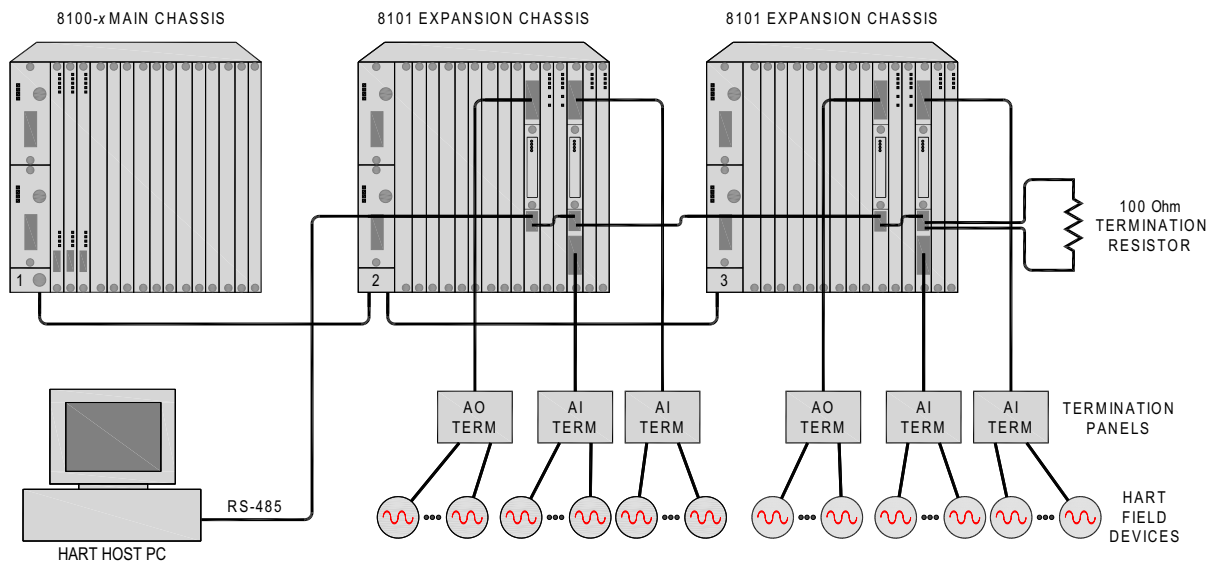 8100-x MAIN CHASSIS
8101 EXPANSION CHASSIS
8101 EXPANSION CHASSIS
1
2
3
100 Ohm
TERMINATION
RESISTOR
AO
TERM
AI
TERM
AI
TERM
AO
TERM
AI
TERM
AI
TERM
TERMINATION
PANELS
RS-485
HART
FIELD
DEVICES
HART HOST PC